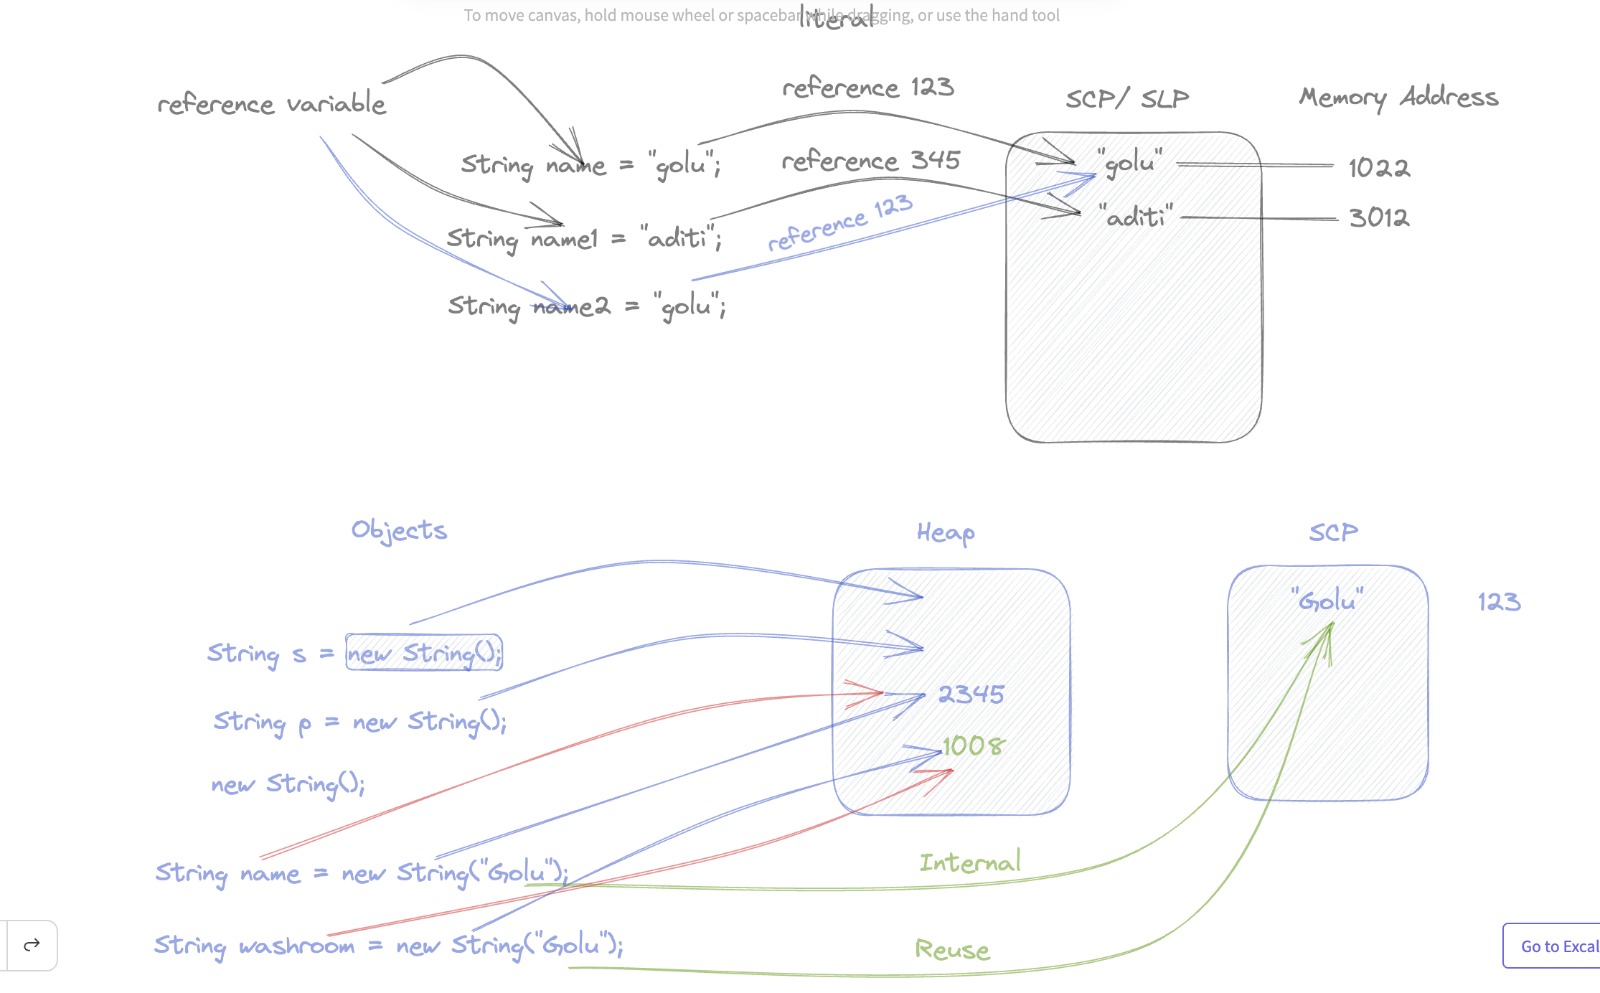 To move canvas, hold mouse wheel or spacebar while dragging, or use the hand tool
literal
reference variable
reference 123
SCP/ SLP
Memory Address
String name = "golu";
reference 345
"golu"
1022
String name1 = "aditi";
reference 123
"aditi"
3012
String name2 = "golu";
Objects
Heap
SCP
"Golu"
123
String s = new String();
2345
String p = new String();
1008
new String();
Internal
String name = new String("Golu");
String washroom = new String("Golu");
Reuse
Go to Excal